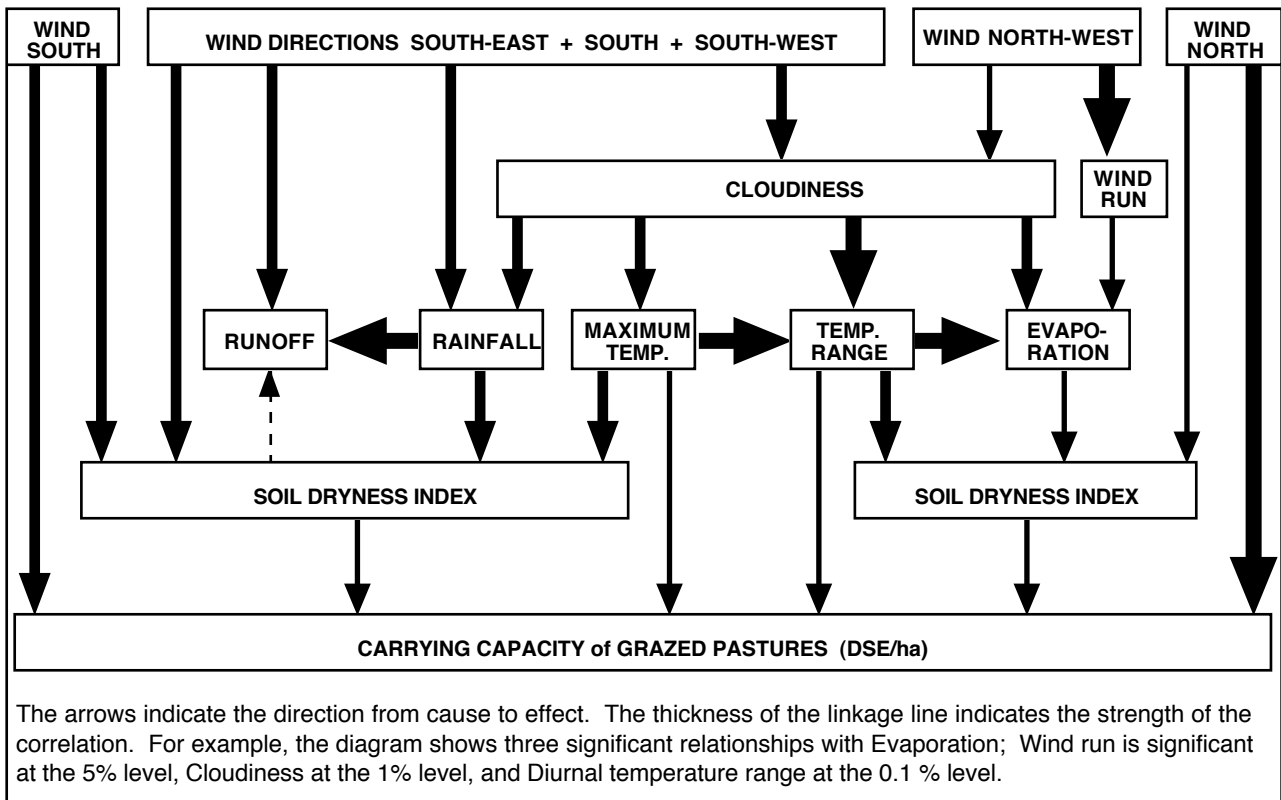 WIND
SOUTH
WIND DIRECTIONS SOUTH-EAST + SOUTH + SOUTH-WEST
WIND NORTH-WEST
WIND
NORTH
CLOUDINESS
WIND
RUN
RUNOFF
RAINFALL
MAXIMUM
TEMP.
TEMP.
RANGE
EVAPO-
RATION
SOIL DRYNESS INDEX
SOIL DRYNESS INDEX
CARRYING CAPACITY of GRAZED PASTURES (DSE/ha)
The arrows indicate the direction from cause to effect. The thickness of the linkage line indicates the strength of the
correlation. For example, the diagram shows three significant relationships with Evaporation; Wind run is significant
at the 5% level, Cloudiness at the 1% level, and Diurnal temperature range at the 0.1 % level.